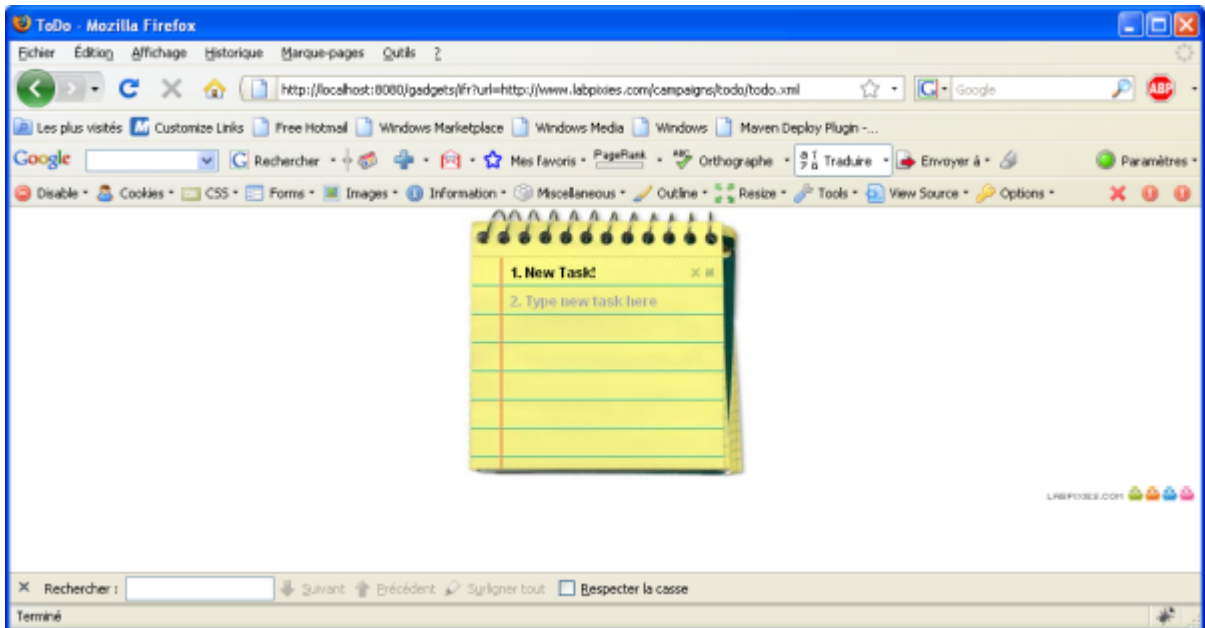 ToDo - Mozilla Firefox
Fichier Édition Affichage Historique Marque-pages Outils ?
http://localhost:8080/gadgets/ifr?url=http://www.labpixies.com/campaigns/todo/todo.xml G Google ABP
Les plus visités Customize Links Free Hotmail Windows Marketplace Windows Media Windows Maven Deploy Plugin -...
Google G Rechercher Mes favoris PageRank ABC Orthographe Traduire Envoyer à Paramètres
Disable Cookies CSS Forms Images Information Miscellaneous Outline Resize Tools View Source Options
1. New Task!
2. Type new task here
LABPIXIES.COM
Rechercher : Suivant Précédent Surligner tout Respecter la casse
Terminé